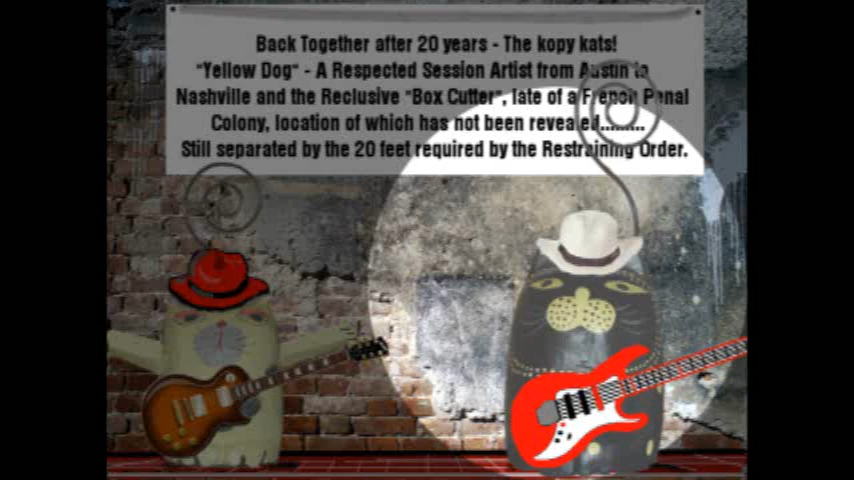 Back Together after 20 years - The kopy kats!
"Yellow Dog" - A Respected Session Artist from Austin to
Nashville and the Reclusive "Box Cutter", late of a French Penal
Colony, location of which has not been revealed.........
Still separated by the 20 feet required by the Restraining Order.